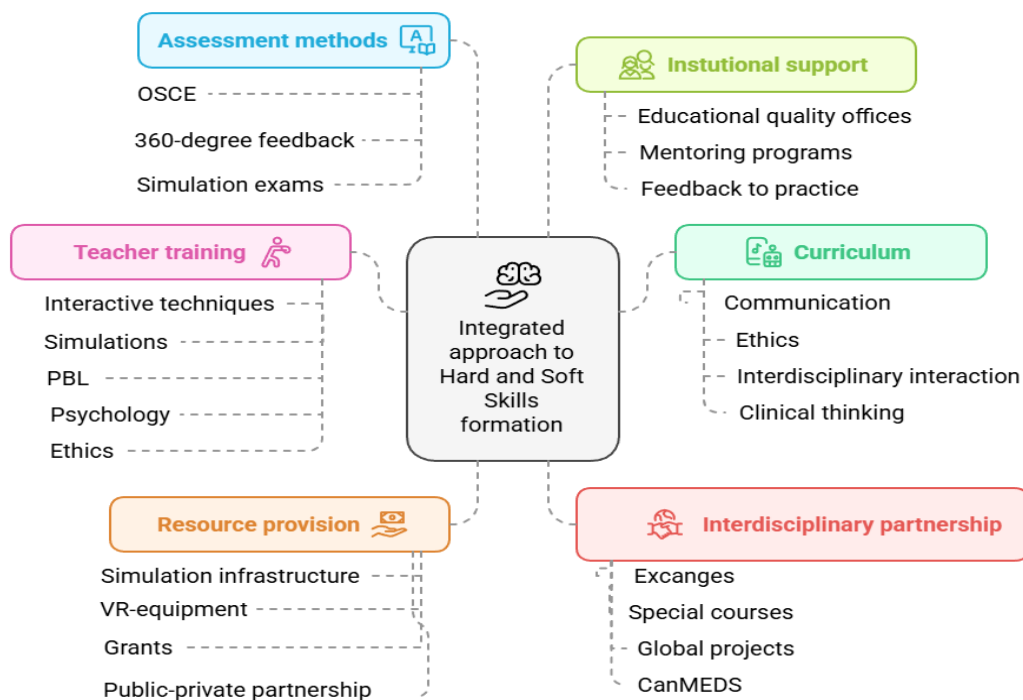 Assessment methods
OSCE
360-degree feedback
Simulation exams
Instutional support
Educational quality offices
Mentoring programs
Feedback to practice
Teacher training
Interactive techniques
Simulations
PBL
Psychology
Ethics
Integrated
approach to
Hard and Soft
Skills
formation
Curriculum
Communication
Ethics
Interdisciplinary interaction
Clinical thinking
Resource provision
Simulation infrastructure
VR-equipment
Grants
Public-private partnership
Interdisciplinary partnership
Excanges
Special courses
Global projects
CanMEDS